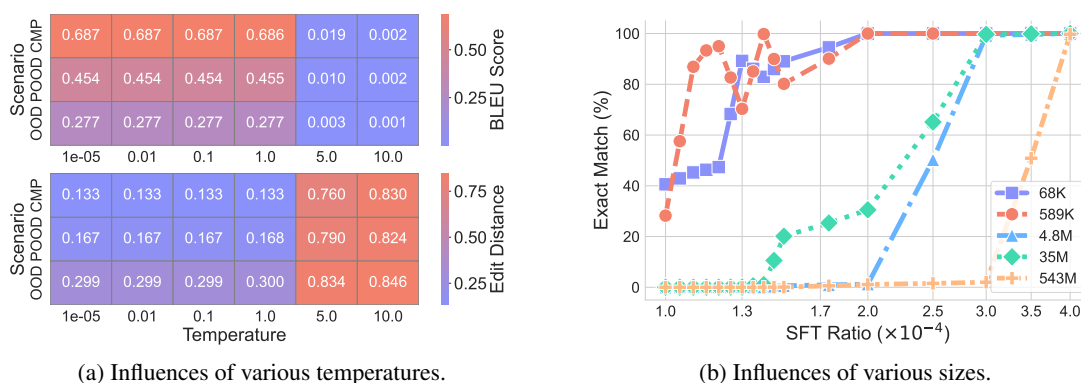 Scenario
OOD POOD CMP
0.687 0.687 0.687 0.686 0.019 0.002
0.454 0.454 0.454 0.455 0.010 0.002
0.277 0.277 0.277 0.277 0.003 0.001
1e-05 0.01 0.1 1.0 5.0 10.0
0.50
0.25
BLEU Score
Scenario
OOD POOD CMP
0.133 0.133 0.133 0.133 0.760 0.830
0.167 0.167 0.167 0.168 0.790 0.824
0.299 0.299 0.299 0.300 0.834 0.846
1e-05 0.01 0.1 1.0 5.0 10.0
Temperature
0.75
0.50
0.25
Edit Distance
(a) Influences of various temperatures.
Exact Match (%)
100
80
60
40
20
0
68K
589K
4.8M
35M
543M
1.0 1.3 1.7 2.0 2.5 3.0 3.5 4.0
SFT Ratio (×10⁻⁴)
(b) Influences of various sizes.